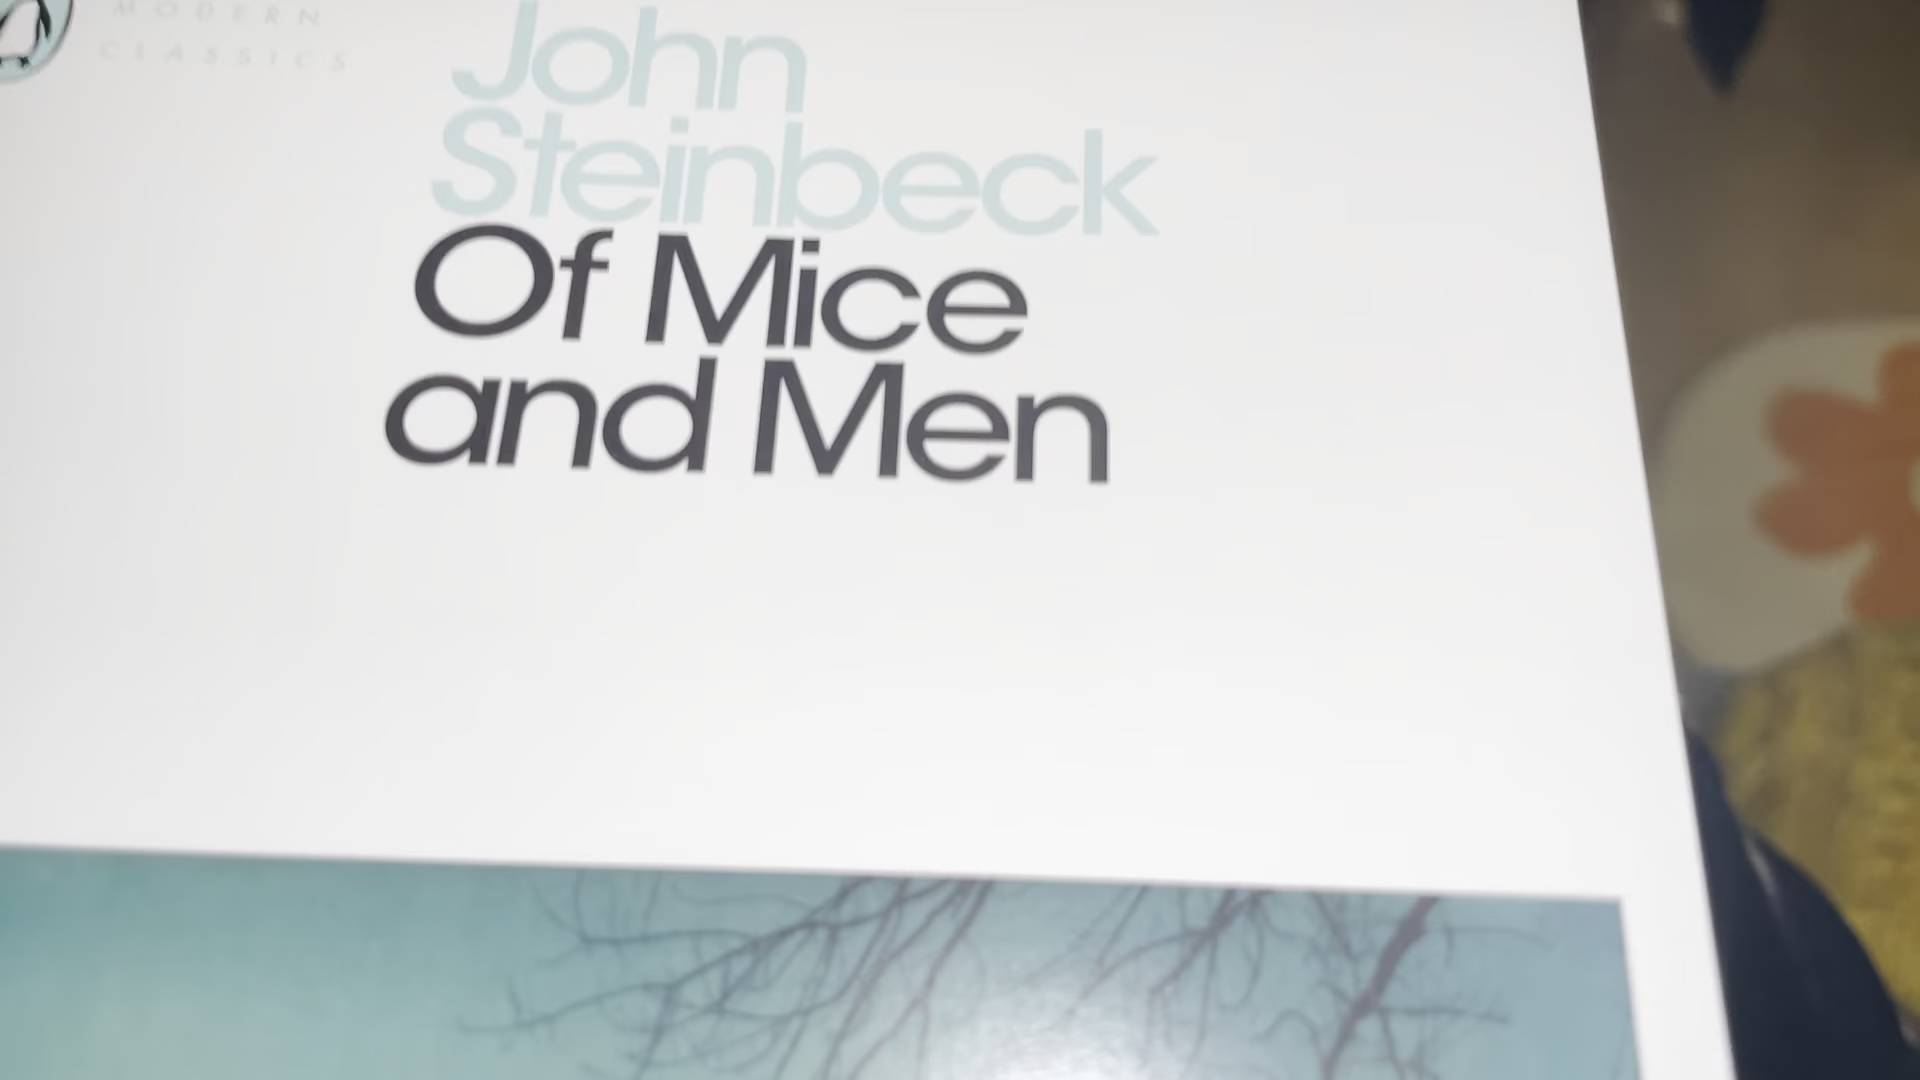 MODERN
CLASSICS
John
Steinbeck
Of Mice
and Men